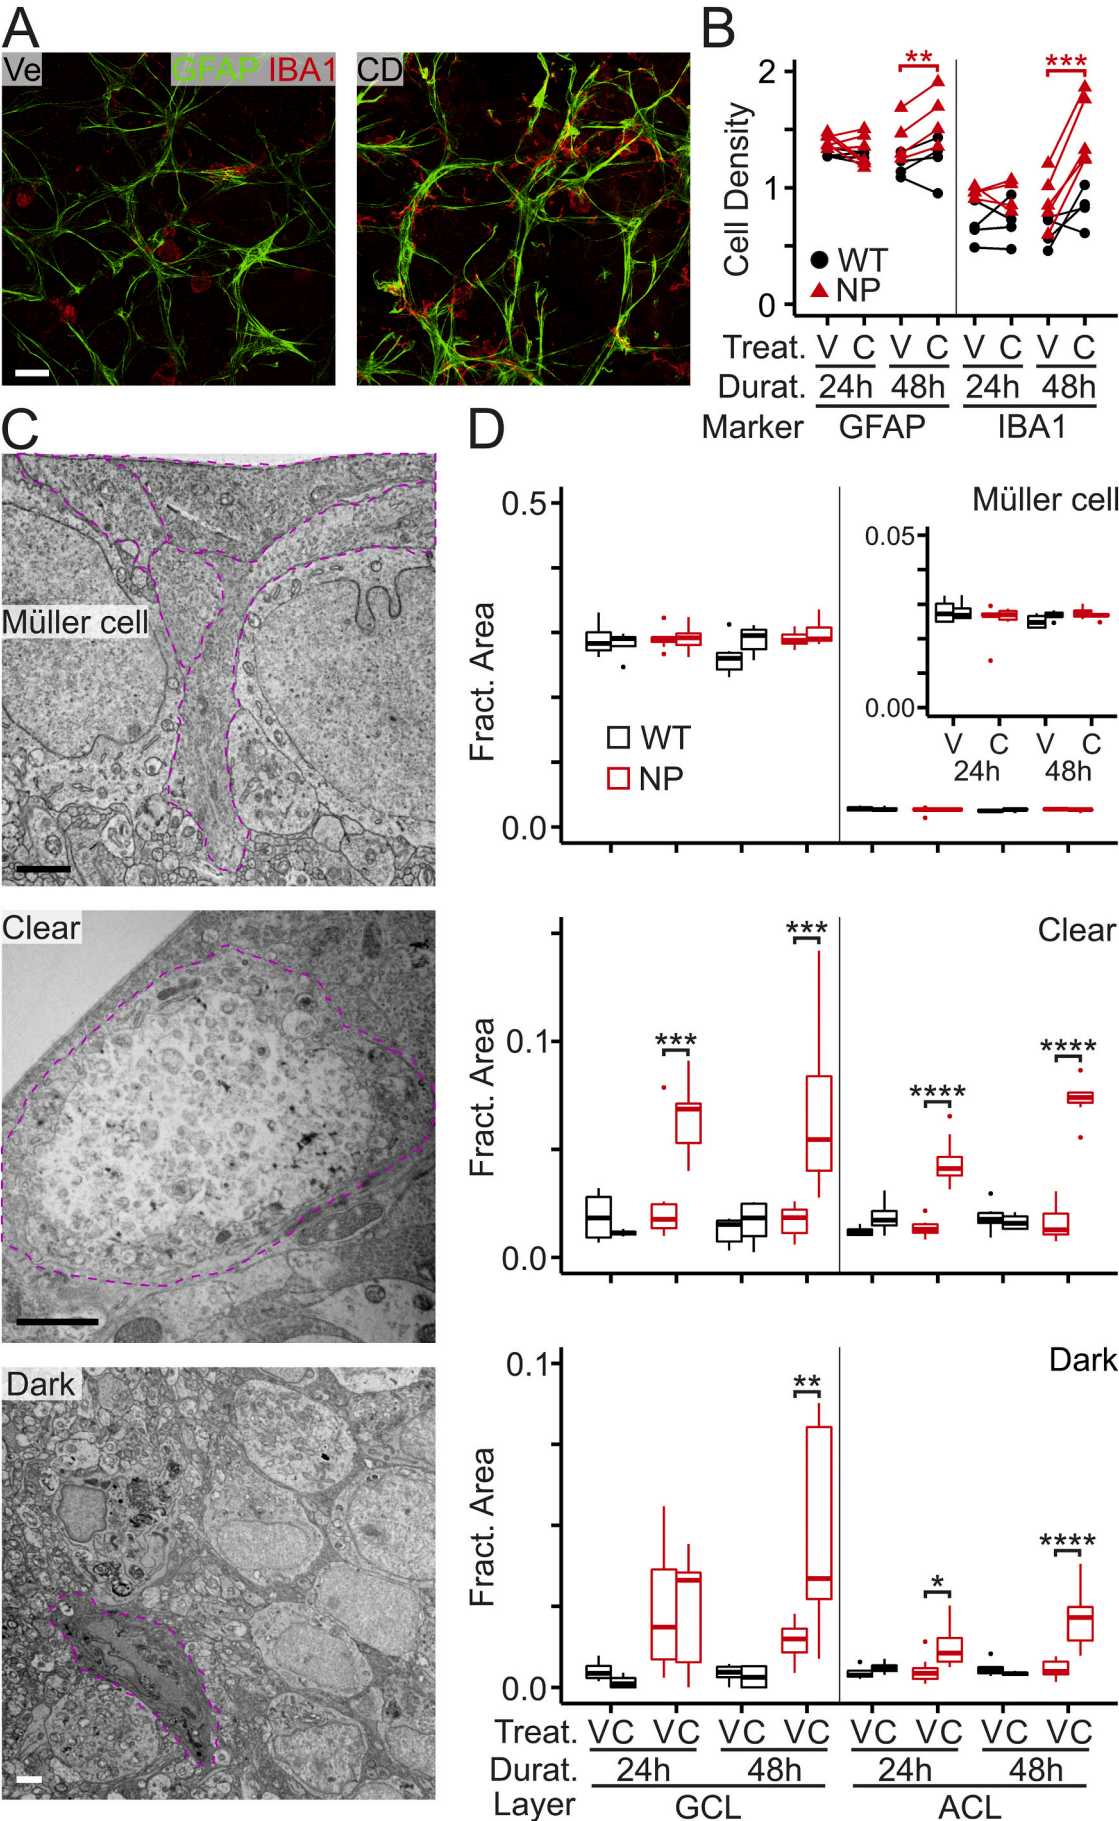 A
Ve GFAP IBA1
CD
B
**
***
2
1
0
Cell Density
WT
NP
Treat. V C V C V C V C
Durat. 24h 48h 24h 48h
Marker GFAP IBA1
C
Müller cell
Clear
Dark
D
Müller cell
0.5
0.0
Fract. Area
WT
NP
0.05
0.00
V C V C
24h 48h
Clear
0.1
0.0
Fract. Area
***
***
****
****
Dark
0.1
0.0
Fract. Area
**
*
****
Treat. VC VC VC VC VC VC VC VC
Durat. 24h 48h 24h 48h
Layer GCL ACL